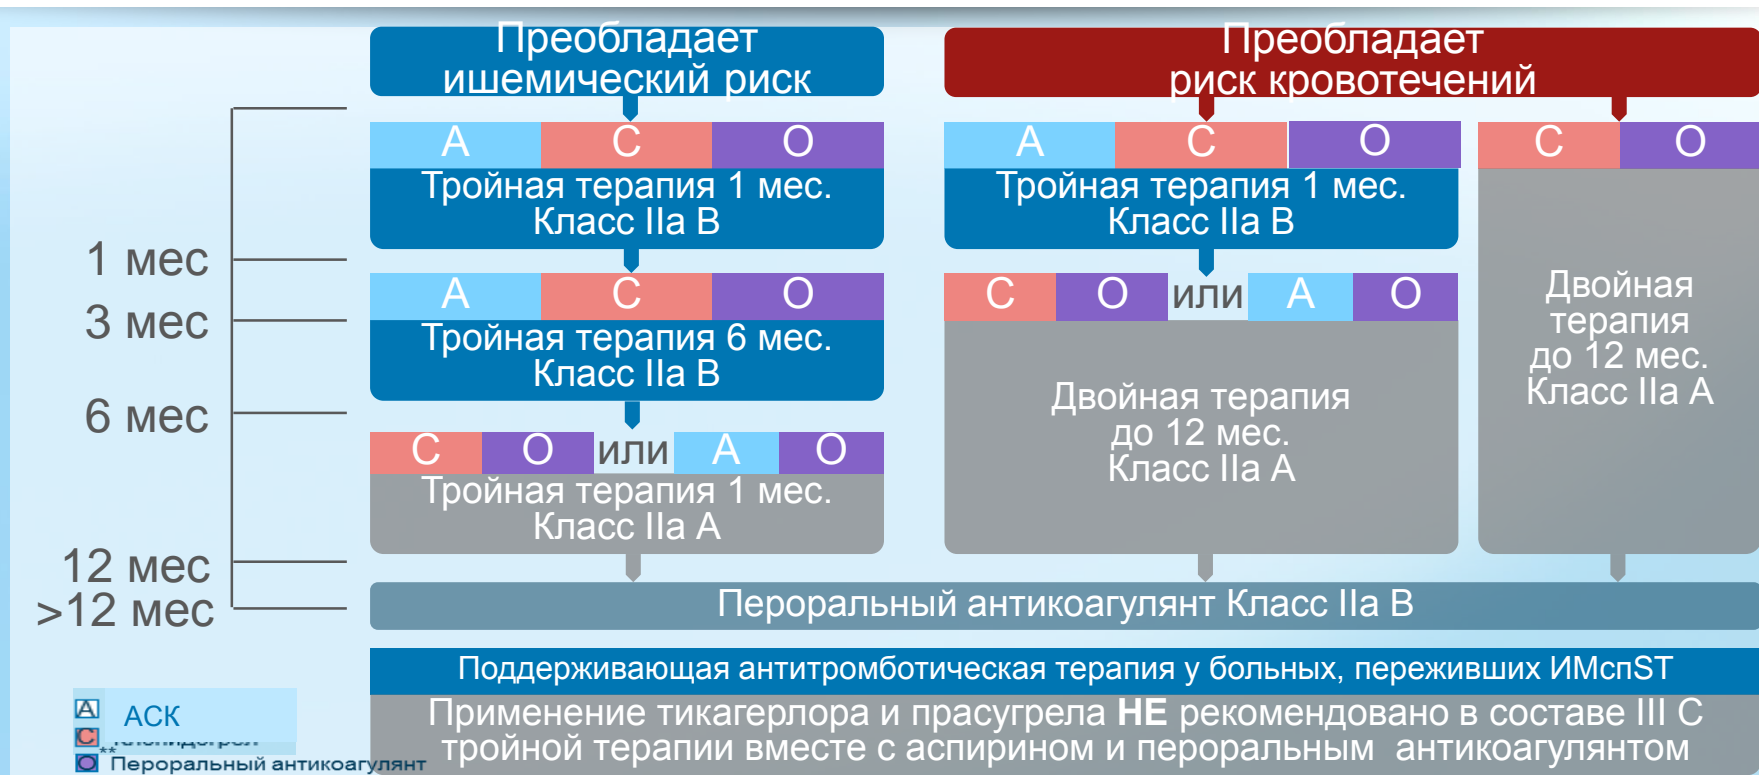 Преобладает
ишемический риск
Преобладает
риск кровотечений
А С О
Тройная терапия 1 мес.
Класс IIa B
А С О
Тройная терапия 1 мес.
Класс IIa B
С О
Двойная
терапия
до 12 мес.
Класс IIa A
1 мес
3 мес
6 мес
12 мес
>12 мес
А С О
Тройная терапия 6 мес.
Класс IIa B
С О или А О
Двойная терапия
до 12 мес.
Класс IIa A
С О или А О
Тройная терапия 1 мес.
Класс IIa A
Пероральный антикоагулянт Класс IIa B
Поддерживающая антитромботическая терапия у больных, переживших ИМспST
Применение тикагерлора и прасугрела НЕ рекомендовано в составе III C
тройной терапии вместе с аспирином и пероральным антикоагулянтом
А АСК
С
**
О Пероральный антикоагулянт